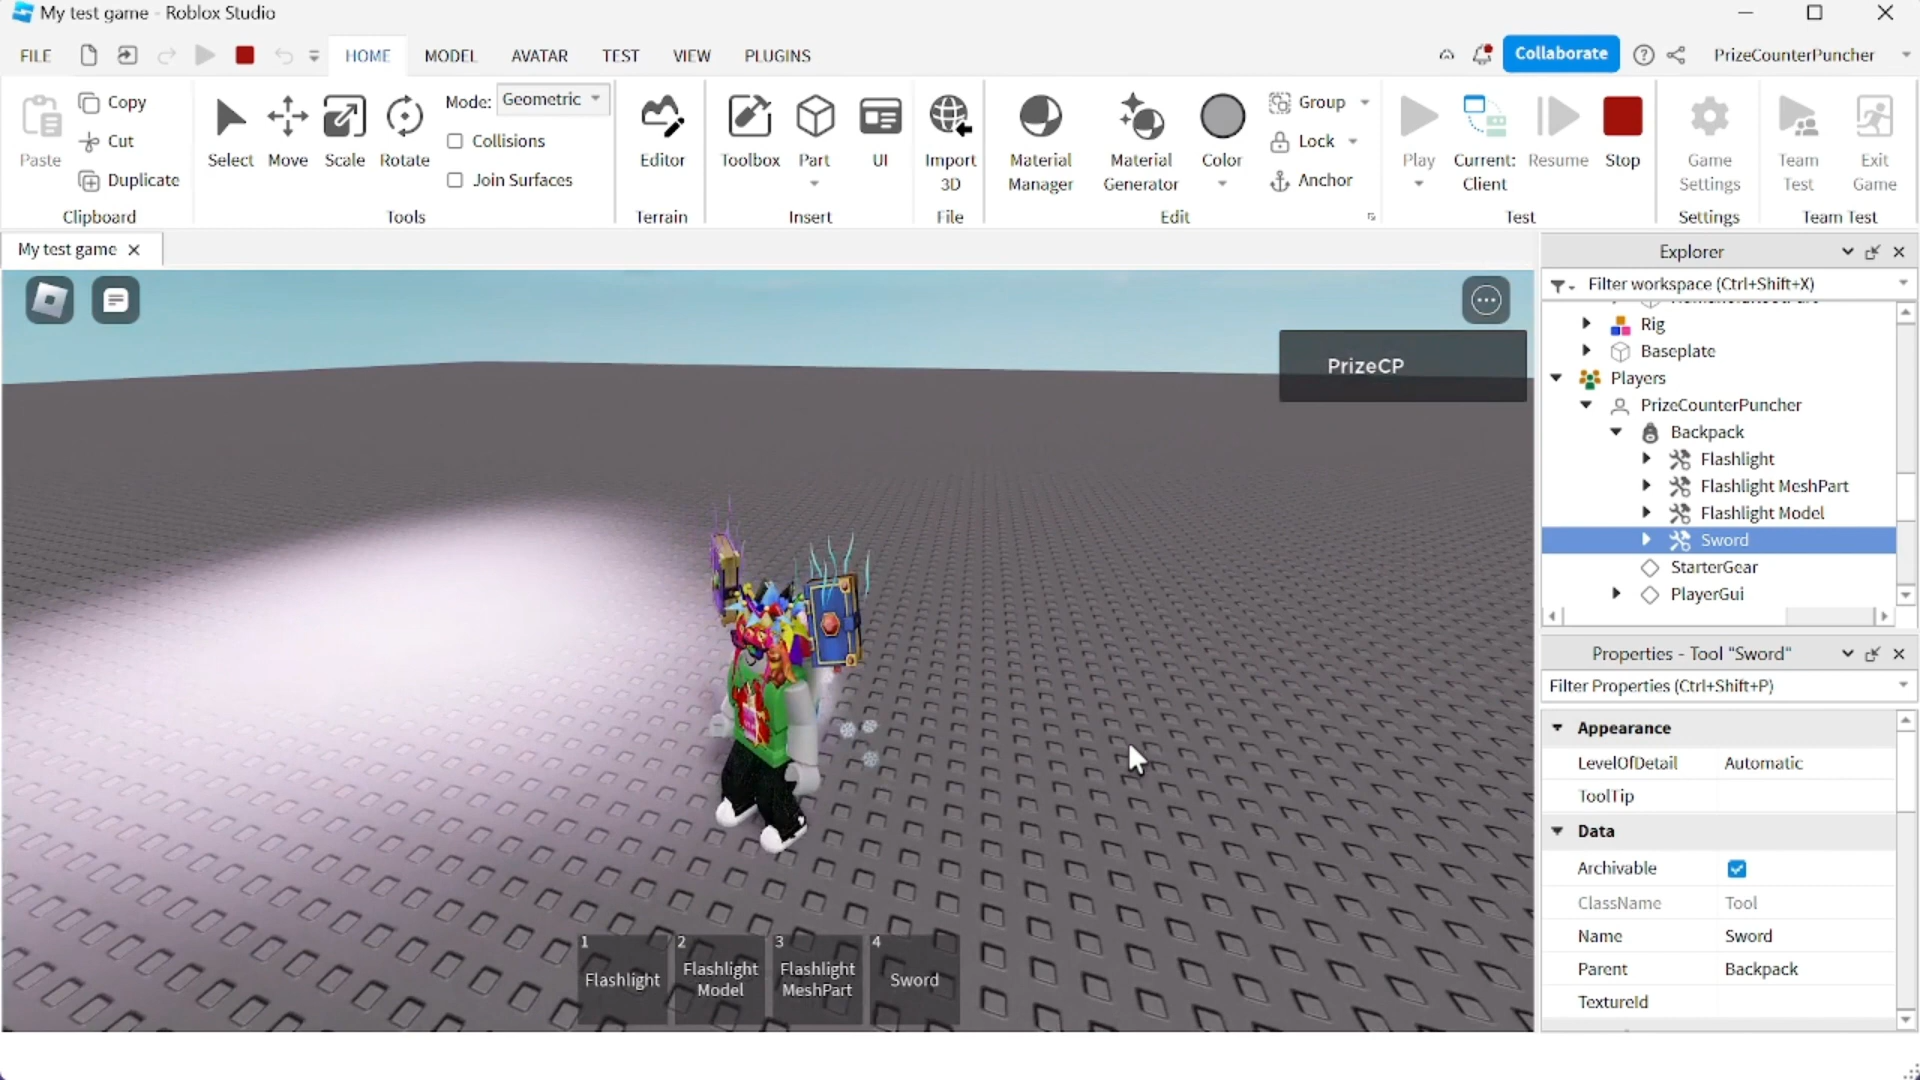 My test game - Roblox Studio
FILE HOME MODEL AVATAR TEST VIEW PLUGINS Collaborate PrizeCounterPuncher
Paste Copy Cut Duplicate
Clipboard
Select Move Scale Rotate
Mode: Geometric
Collisions
Join Surfaces
Tools
Editor
Terrain
Toolbox Part UI
Insert
Import 3D
File
Material Manager
Material Generator
Color
Group
Lock
Anchor
Edit
Play
Current: Client
Resume
Stop
Test
Game Settings
Settings
Team Test
Exit Game
Team Test
My test game
PrizeCP
1 Flashlight
2 Flashlight Model
3 Flashlight MeshPart
4 Sword
Explorer
Filter workspace (Ctrl+Shift+X)
Rig
Baseplate
Players
PrizeCounterPuncher
Backpack
Flashlight
Flashlight MeshPart
Flashlight Model
Sword
StarterGear
PlayerGui
Properties - Tool "Sword"
Filter Properties (Ctrl+Shift+P)
Appearance
LevelOfDetail Automatic
ToolTip
Data
Archivable
ClassName Tool
Name Sword
Parent Backpack
TextureId